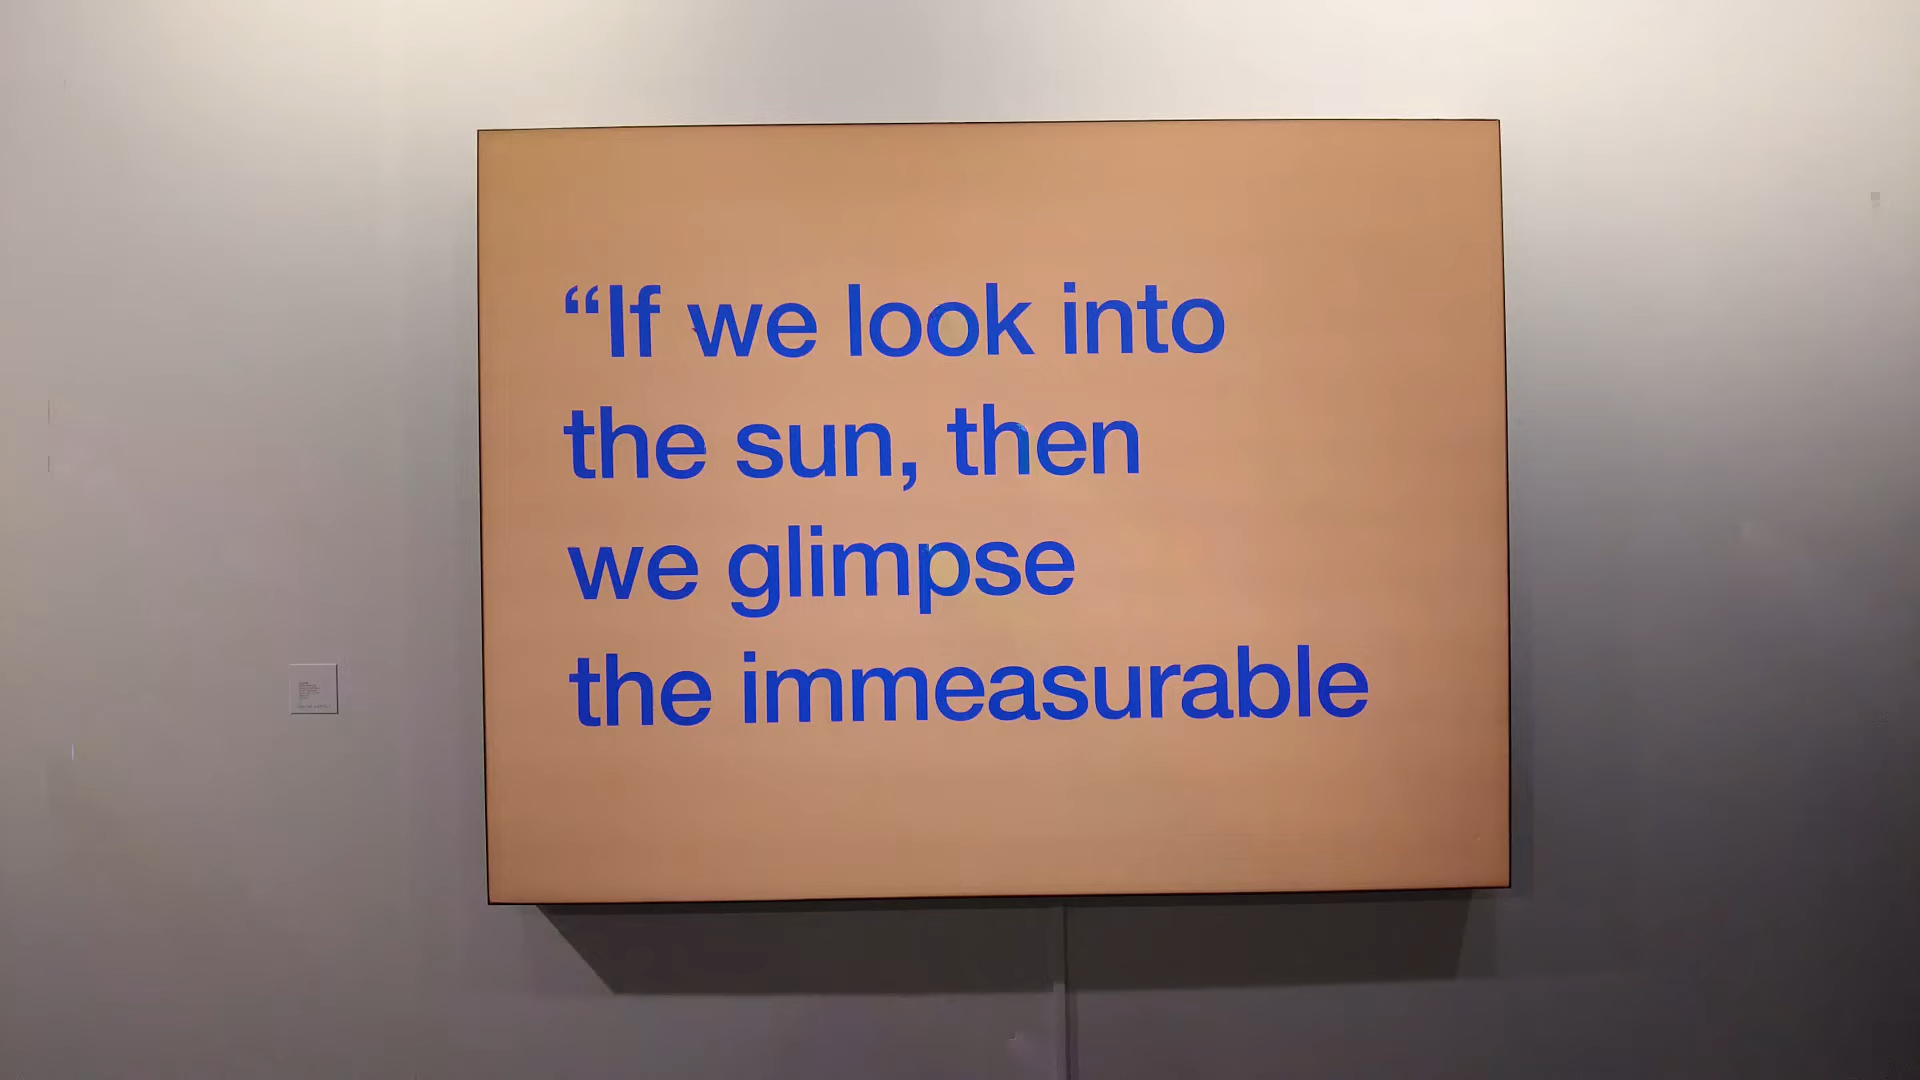 “If we look into
the sun, then
we glimpse
the immeasurable